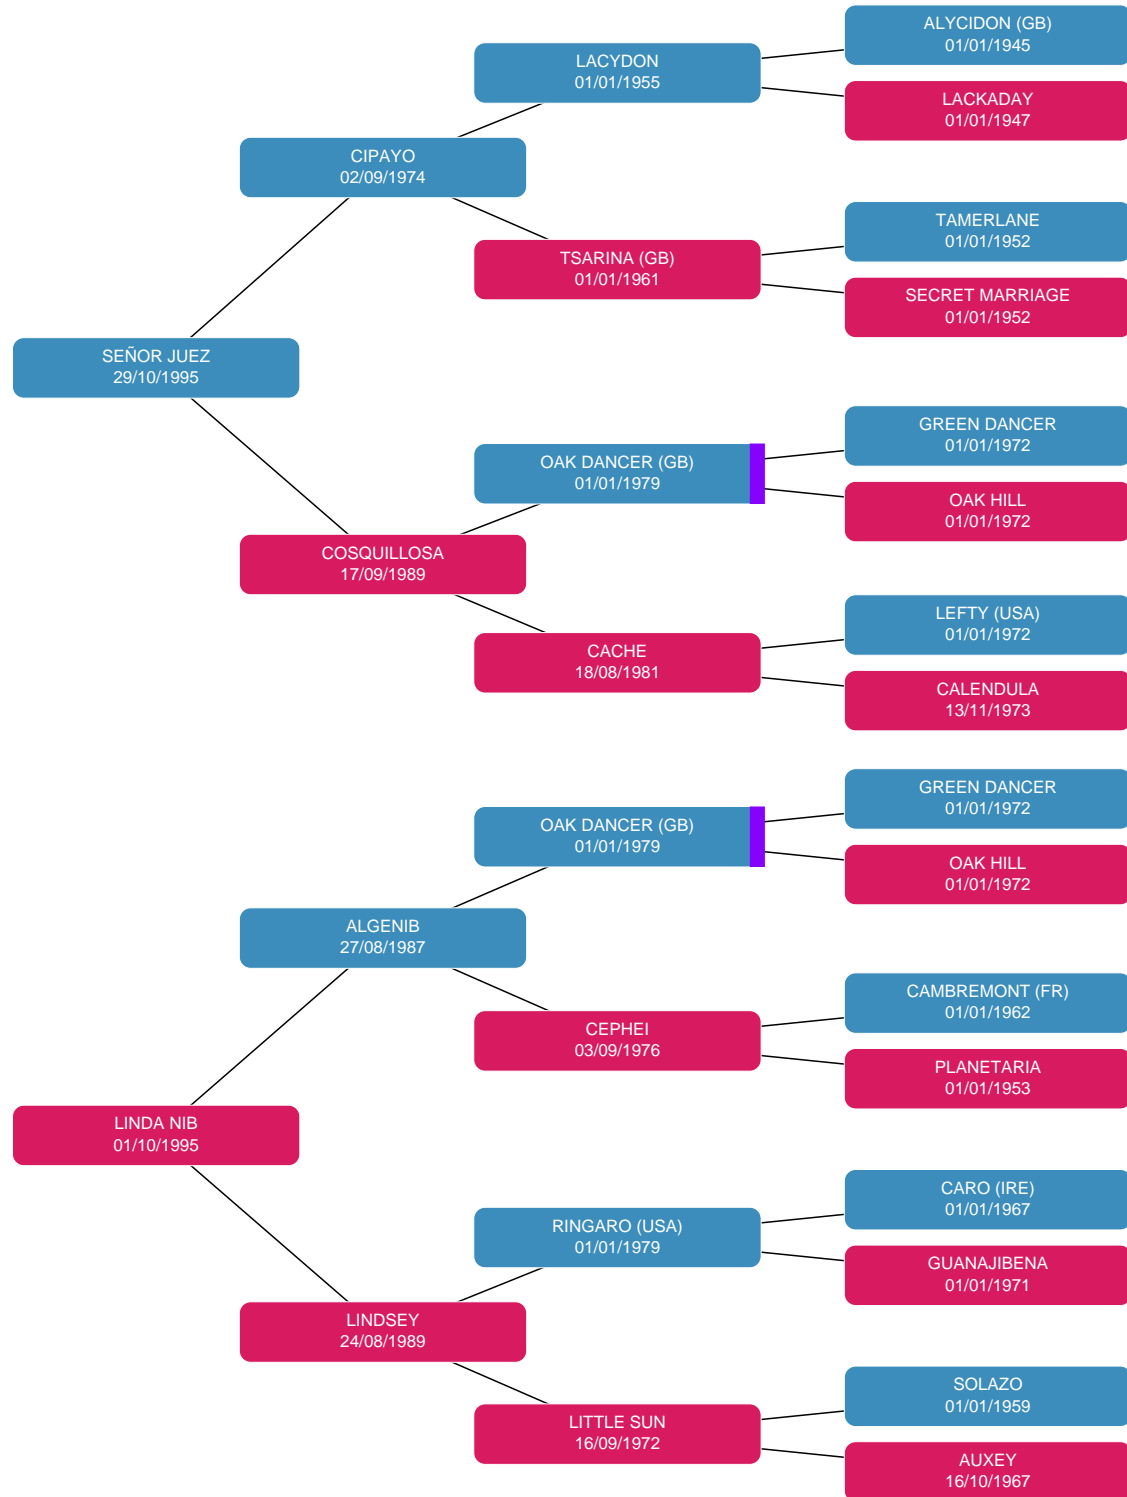 ALYCIDON (GB)
01/01/1945
LACYDON
01/01/1955
LACKADAY
01/01/1947
CIPAYO
02/09/1974
TAMERLANE
01/01/1952
TSARINA (GB)
01/01/1961
SECRET MARRIAGE
01/01/1952
SEÑOR JUEZ
29/10/1995
GREEN DANCER
01/01/1972
OAK DANCER (GB)
01/01/1979
OAK HILL
01/01/1972
COSQUILLOSA
17/09/1989
LEFTY (USA)
01/01/1972
CACHE
18/08/1981
CALENDULA
13/11/1973
GREEN DANCER
01/01/1972
OAK DANCER (GB)
01/01/1979
OAK HILL
01/01/1972
ALGENIB
27/08/1987
CAMBREMONT (FR)
01/01/1962
CEPHEI
03/09/1976
PLANETARIA
01/01/1953
LINDA NIB
01/10/1995
CARO (IRE)
01/01/1967
RINGARO (USA)
01/01/1979
GUANAJIBENA
01/01/1971
LINDSEY
24/08/1989
SOLAZO
01/01/1959
LITTLE SUN
16/09/1972
AUXEY
16/10/1967